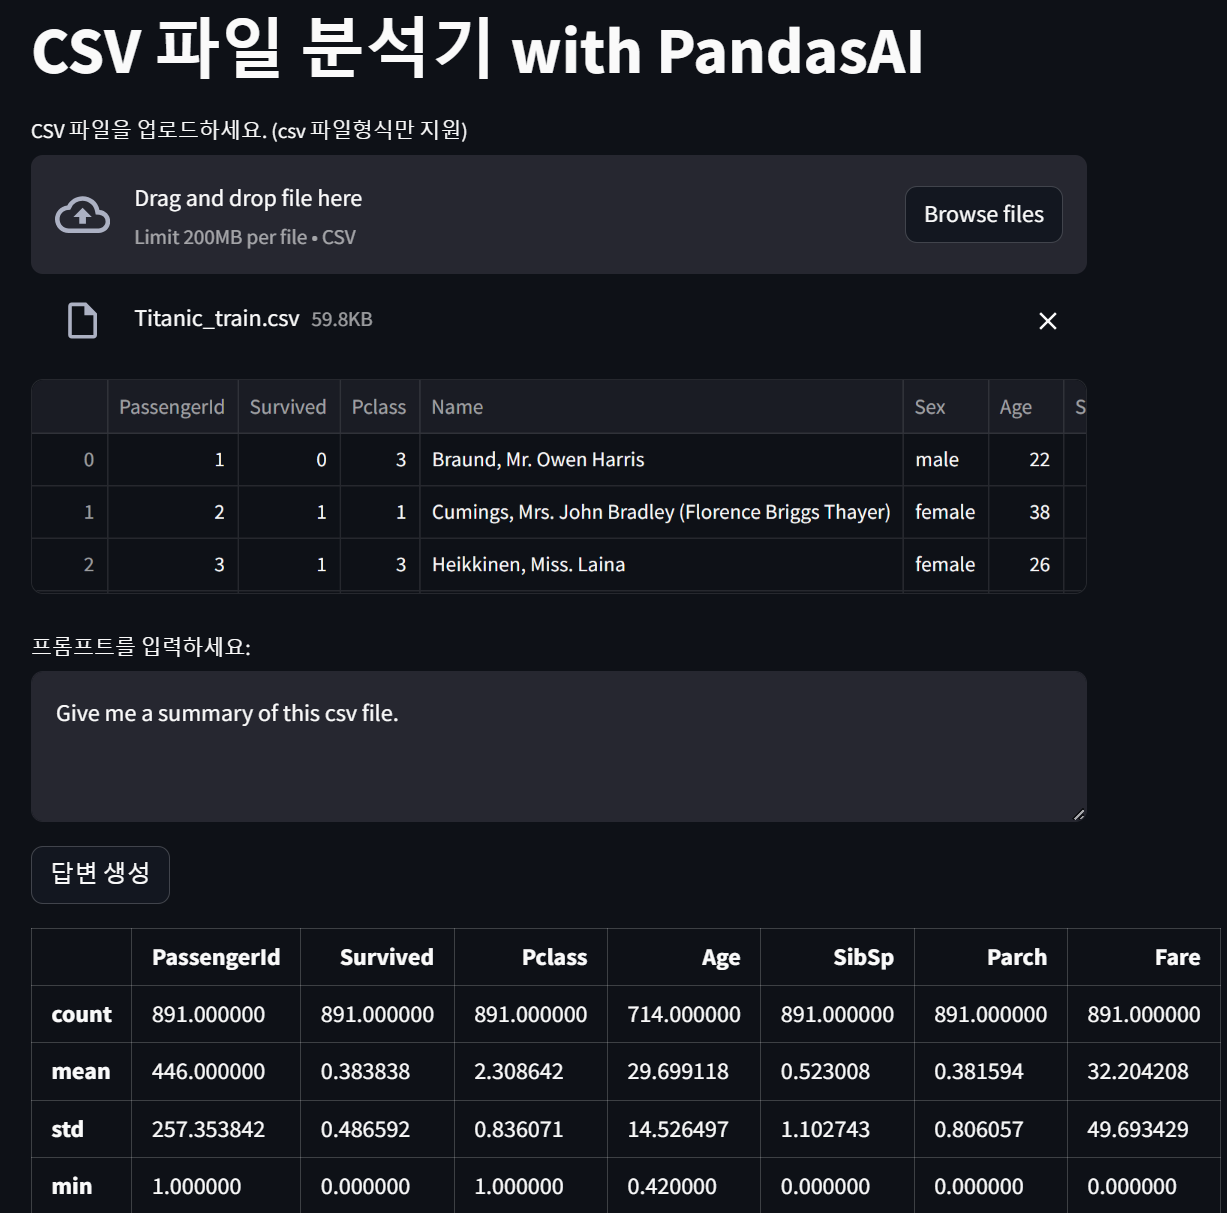 CSV 파일 분석기 with PandasAI
CSV 파일을 업로드하세요. (csv 파일형식만 지원)
Drag and drop file here
Limit 200MB per file • CSV
Browse files
Titanic_train.csv 59.8KB
PassengerId Survived Pclass Name Sex Age S
0 1 0 3 Braund, Mr. Owen Harris male 22
1 2 1 1 Cumings, Mrs. John Bradley (Florence Briggs Thayer) female 38
2 3 1 3 Heikkinen, Miss. Laina female 26
프롬프트를 입력하세요:
Give me a summary of this csv file.
답변 생성
PassengerId Survived Pclass Age SibSp Parch Fare
count 891.000000 891.000000 891.000000 714.000000 891.000000 891.000000 891.000000
mean 446.000000 0.383838 2.308642 29.699118 0.523008 0.381594 32.204208
std 257.353842 0.486592 0.836071 14.526497 1.102743 0.806057 49.693429
min 1.000000 0.000000 1.000000 0.420000 0.000000 0.000000 0.000000